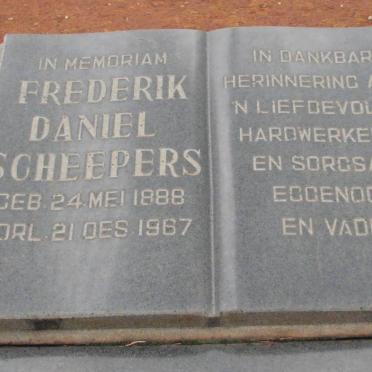 IN MEMORIAM
FREDERIK
DANIEL
SCHEEPERS
GEB. 24 MEI 1888
ORL. 21 DES 1967
IN DANKBAR
HERINNERING A
'N LIEFDEVOL
HARDWERKE
EN SORGSA
EGGENO
EN VADE